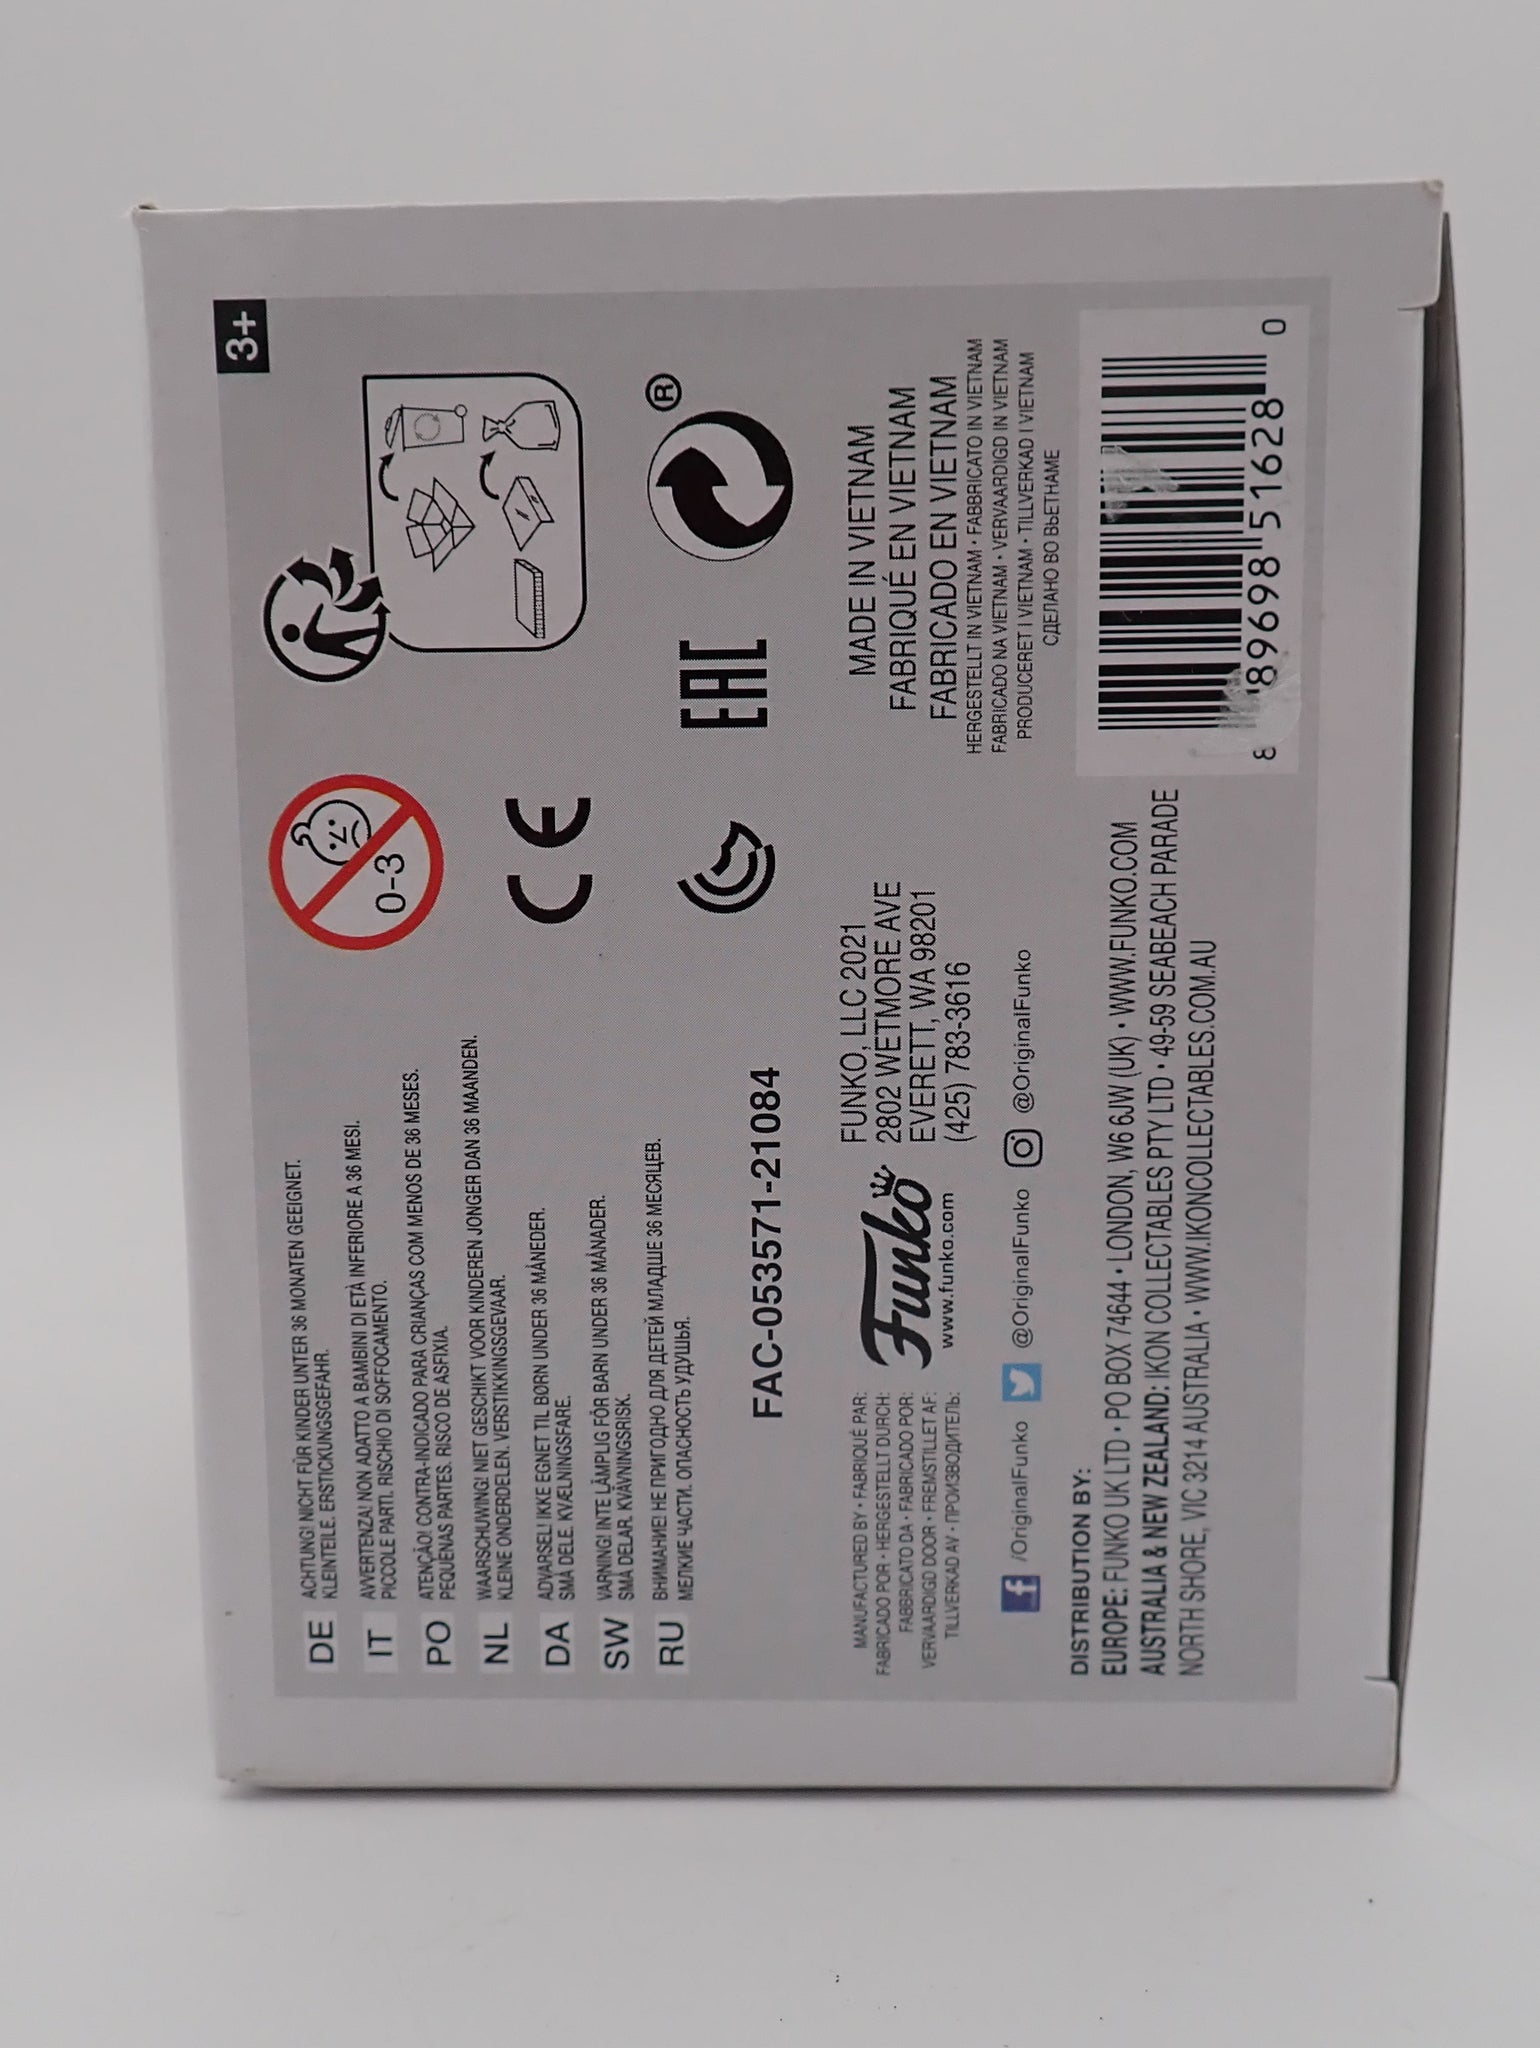 3+
DE ACHTUNG! NICHT FÜR KINDER UNTER 36 MONATEN GEEIGNET.
KLEINTEILE. ERSTICKUNGSGEFAHR.
IT AVVERTENZA! NON ADATTO A BAMBINI DI ETÀ INFERIORE A 36 MESI.
PICCOLE PARTI. RISCHIO DI SOFFOCAMENTO.
PO ATENÇÃO! CONTRA-INDICADO PARA CRIANÇAS COM MENOS DE 36 MESES.
PEQUENAS PARTES. RISCO DE ASFIXIA.
NL WAARSCHUWING! NIET GESCHIKT VOOR KINDEREN JONGER DAN 36 MAANDEN.
KLEINE ONDERDELEN. VERSTIKKINGSGEVAAR.
DA ADVARSEL! IKKE EGNET TIL BØRN UNDER 36 MÅNEDER.
SMÅ DELE. KVÆLNINGSFARE.
SW VARNING! INTE LÄMPLIG FÖR BARN UNDER 36 MÅNADER.
SMÅ DELAR. KVÄVNINGSRISK.
RU ВНИМАНИЕ! НЕ ПРИГОДНО ДЛЯ ДЕТЕЙ МЛАДШЕ 36 МЕСЯЦЕВ.
МЕЛКИЕ ЧАСТИ. ОПАСНОСТЬ УДУШЬЯ.
0-3
CE
EAC
®
FAC-053571-21084
MANUFACTURED BY • FABRIQUÉ PAR:
FABRICADO POR • HERGESTELLT DURCH:
FABBRICATO DA • FABRICADO POR:
VERVAARDIGD DOOR • FREMSTILLET AF:
TILLVERKAD AV • ПРОИЗВОДИТЕЛЬ:
Funko
www.funko.com
FUNKO, LLC 2021
2802 WETMORE AVE
EVERETT, WA 98201
(425) 783-3616
MADE IN VIETNAM
FABRIQUÉ EN VIETNAM
FABRICADO EN VIETNAM
HERGESTELLT IN VIETNAM • FABBRICATO IN VIETNAM
FABRICADO NA VIETNÁM • VERVAARDIGD IN VIETNAM
PRODUCERET I VIETNAM • TILLVERKAD I VIETNAM
СДЕЛАНО ВО ВЬЕТНАМЕ
f /OriginalFunko @OriginalFunko @OriginalFunko
DISTRIBUTION BY:
EUROPE: FUNKO UK LTD • PO BOX 74644 • LONDON, W6 6JW (UK) • WWW.FUNKO.COM
AUSTRALIA & NEW ZEALAND: IKON COLLECTABLES PTY LTD • 49-59 SEABEACH PARADE
NORTH SHORE, VIC 3214 AUSTRALIA • WWW.IKONCOLLECTABLES.COM.AU
8 89698 51628 0